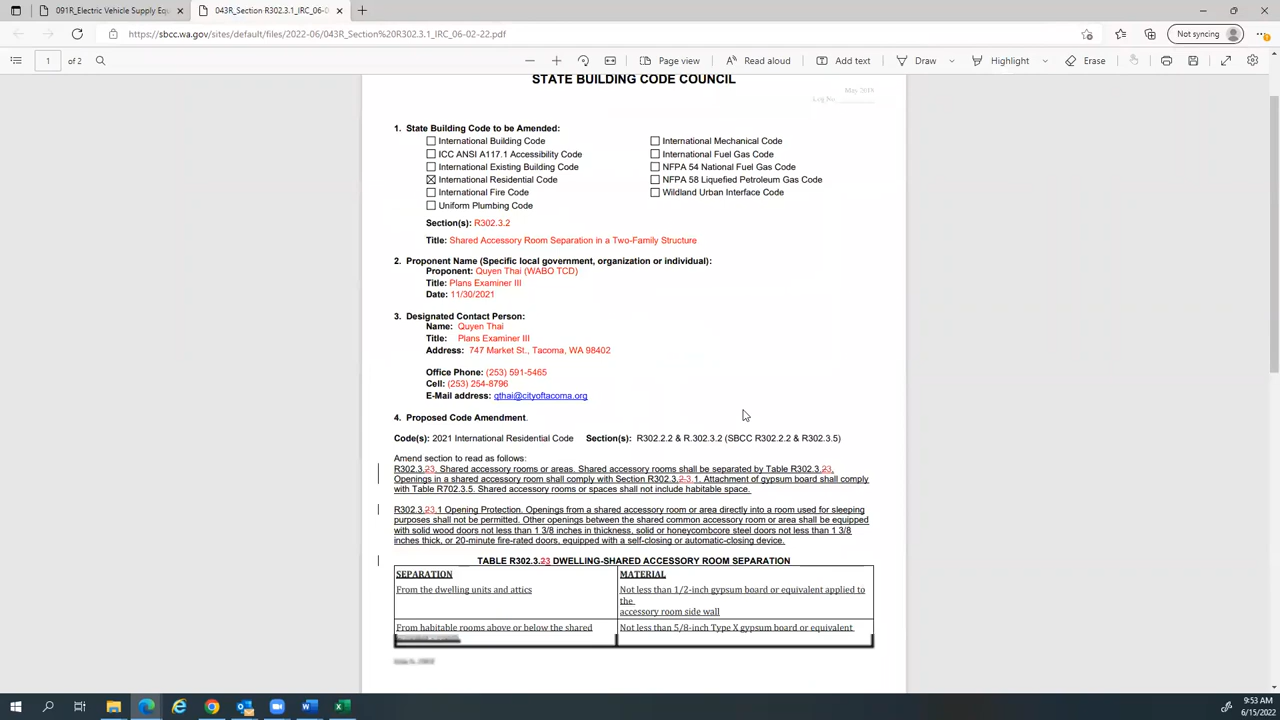 091R_Electric Vehicle Supply Eq
043R_Section R302.3.1_IRC_06-0
https://sbcc.wa.gov/sites/default/files/2022-06/043R_Section%20R302.3.1_IRC_06-02-22.pdf
Not syncing
1 of 2
Page view
Read aloud
Add text
Draw
Highlight
Erase
STATE BUILDING CODE COUNCIL
May 2018
Log No.
1. State Building Code to be Amended:
International Building Code
ICC ANSI A117.1 Accessibility Code
International Existing Building Code
International Residential Code
International Fire Code
Uniform Plumbing Code
International Mechanical Code
International Fuel Gas Code
NFPA 54 National Fuel Gas Code
NFPA 58 Liquefied Petroleum Gas Code
Wildland Urban Interface Code
Section(s): R302.3.2
Title: Shared Accessory Room Separation in a Two-Family Structure
2. Proponent Name (Specific local government, organization or individual):
Proponent: Quyen Thai (WABO TCD)
Title: Plans Examiner III
Date: 11/30/2021
3. Designated Contact Person:
Name: Quyen Thai
Title: Plans Examiner III
Address: 747 Market St., Tacoma, WA 98402
Office Phone: (253) 591-5465
Cell: (253) 254-8796
E-Mail address: qthai@cityoftacoma.org
4. Proposed Code Amendment.
Code(s): 2021 International Residential Code Section(s): R302.2.2 & R.302.3.2 (SBCC R302.2.2 & R302.3.5)
Amend section to read as follows:
R302.3.23. Shared accessory rooms or areas. Shared accessory rooms shall be separated by Table R302.3.23.
Openings in a shared accessory room shall comply with Section R302.3.2.3.1. Attachment of gypsum board shall comply
with Table R702.3.5. Shared accessory rooms or spaces shall not include habitable space.
R302.3.23.1 Opening Protection. Openings from a shared accessory room or area directly into a room used for sleeping
purposes shall not be permitted. Other openings between the shared common accessory room or area shall be equipped
with solid wood doors not less than 1 3/8 inches in thickness, solid or honeycombcore steel doors not less than 1 3/8
inches thick, or 20-minute fire-rated doors, equipped with a self-closing or automatic-closing device.
TABLE R302.3.23 DWELLING-SHARED ACCESSORY ROOM SEPARATION
SEPARATION
MATERIAL
From the dwelling units and attics
Not less than 1/2-inch gypsum board or equivalent applied to
the
accessory room side wall
From habitable rooms above or below the shared
Not less than 5/8-inch Type X gypsum board or equivalent
9:53 AM
6/15/2022